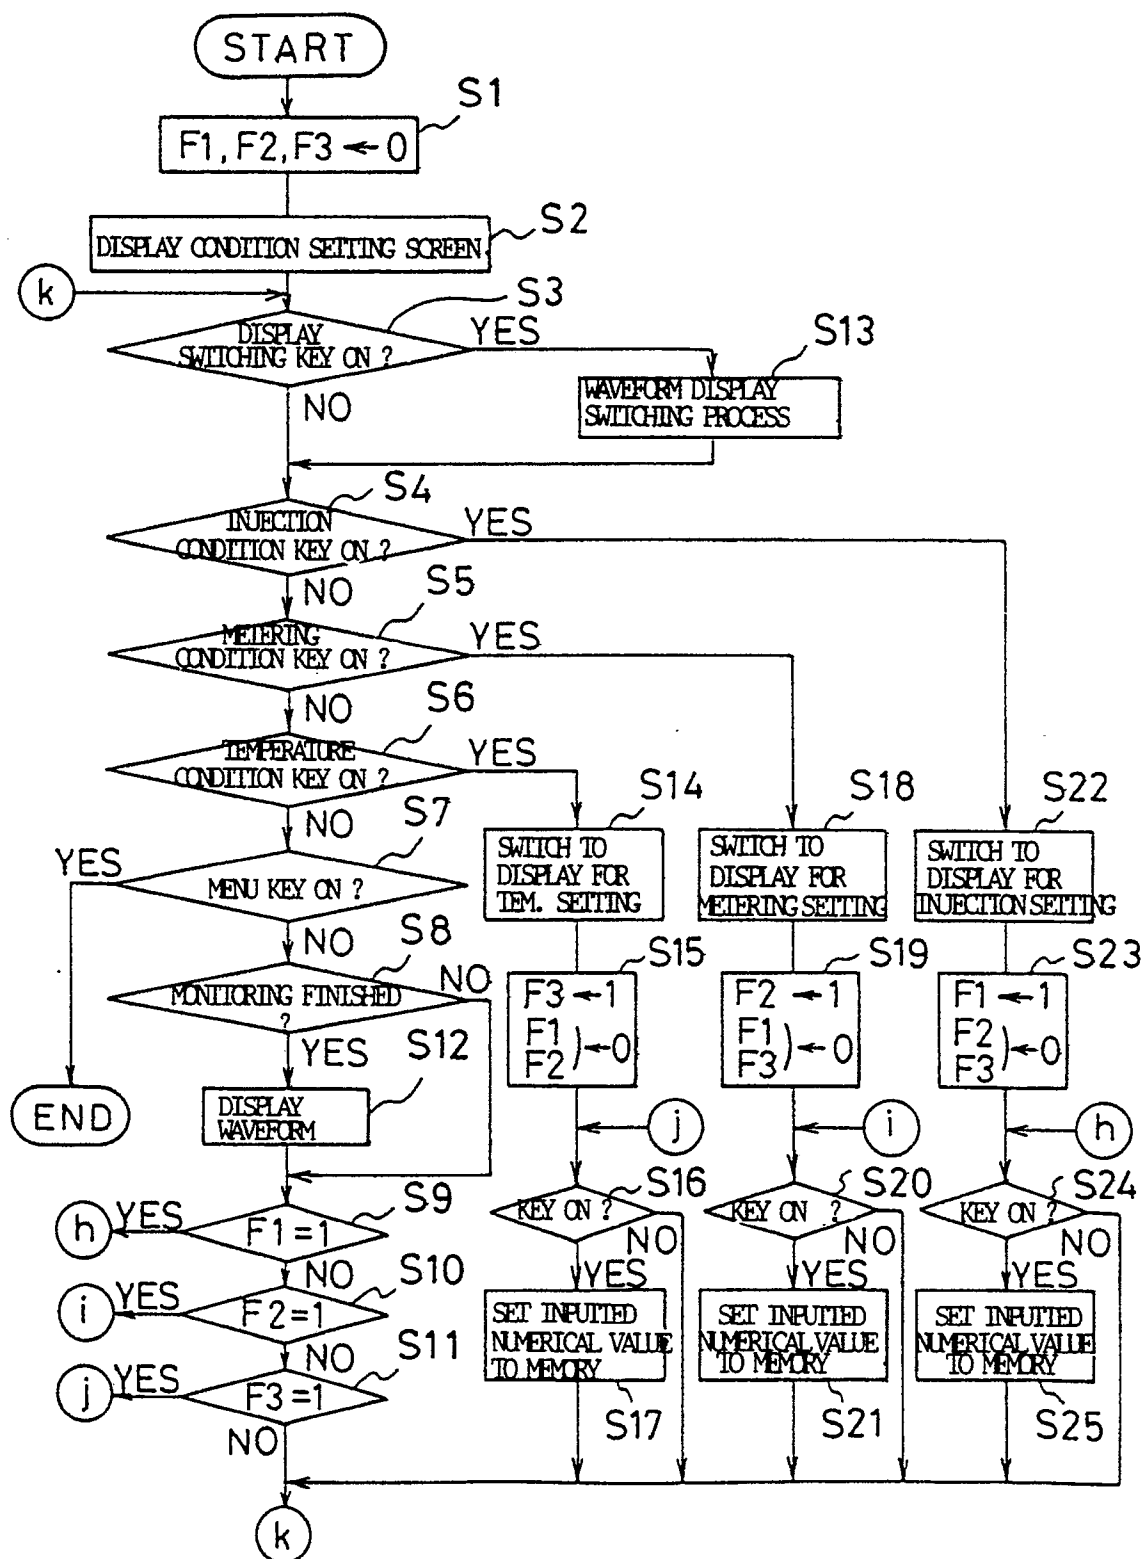 START
S1
F1, F2, F3 ← 0
S2
DISPLAY CONDITION SETTING SCREEN
k
S3
DISPLAY
SWITCHING KEY ON ?
YES
S13
WAVEFORM DISPLAY
SWITCHING PROCESS
NO
S4
INJECTION
CONDITION KEY ON ?
YES
NO
S5
METERING
CONDITION KEY ON ?
YES
NO
S6
TEMPERATURE
CONDITION KEY ON ?
YES
NO
S7
YES
MENU KEY ON ?
NO
S8
MONITORING FINISHED
?
NO
YES
S12
END
DISPLAY
WAVEFORM
S14
SWITCH TO
DISPLAY FOR
TEM. SETTING
S18
SWITCH TO
DISPLAY FOR
METERING SETTING
S22
SWITCH TO
DISPLAY FOR
INJECTION SETTING
S15
F3 ← 1
F1
F2 ) ← 0
S19
F2 ← 1
F1
F3 ) ← 0
S23
F1 ← 1
F2
F3 ) ← 0
j
i
h
S16
KEY ON ?
NO
YES
S20
KEY ON ?
NO
YES
S24
KEY ON ?
NO
YES
SET INPUTTED
NUMERICAL VALUE
TO MEMORY
S17
SET INPUTTED
NUMERICAL VALUE
TO MEMORY
S21
SET INPUTTED
NUMERICAL VALUE
TO MEMORY
S25
S9
h
YES
F1=1
NO
S10
i
YES
F2=1
NO
S11
j
YES
F3=1
NO
k